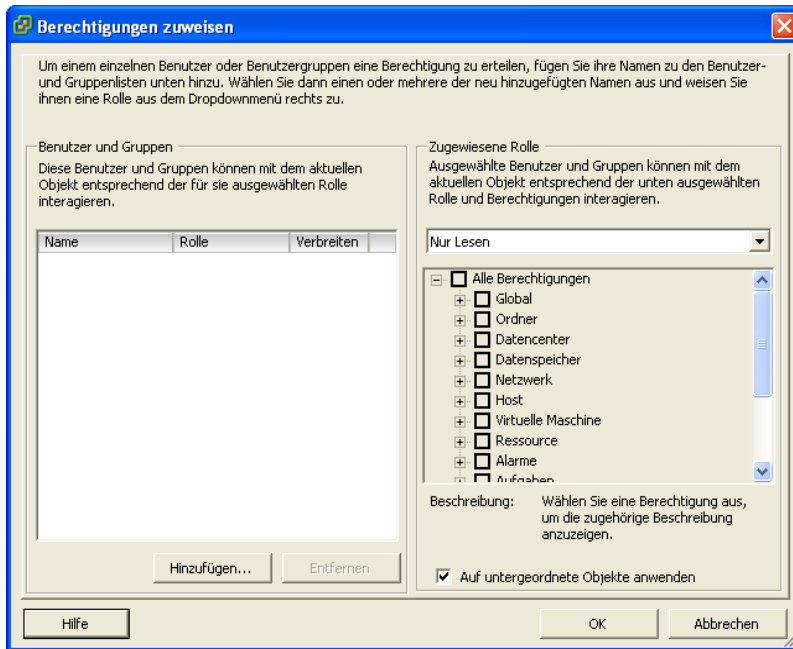 Berechtigungen zuweisen
Um einem einzelnen Benutzer oder Benutzergruppen eine Berechtigung zu erteilen, fügen Sie ihre Namen zu den Benutzer-
und Gruppenlisten unten hinzu. Wählen Sie dann einen oder mehrere der neu hinzugefügten Namen aus und weisen Sie
ihnen eine Rolle aus dem Dropdownmenü rechts zu.
Benutzer und Gruppen
Diese Benutzer und Gruppen können mit dem aktuellen
Objekt entsprechend der für sie ausgewählten Rolle
interagieren.
Name Rolle Verbreiten
Hinzufügen... Entfernen
Zugewiesene Rolle
Ausgewählte Benutzer und Gruppen können mit dem
aktuellen Objekt entsprechend der unten ausgewählten
Rolle und Berechtigungen interagieren.
Nur Lesen
Alle Berechtigungen
Global
Ordner
Datencenter
Datenspeicher
Netzwerk
Host
Virtuelle Maschine
Ressource
Alarme
Aufgaben
Beschreibung: Wählen Sie eine Berechtigung aus,
um die zugehörige Beschreibung
anzuzeigen.
Auf untergeordnete Objekte anwenden
Hilfe OK Abbrechen